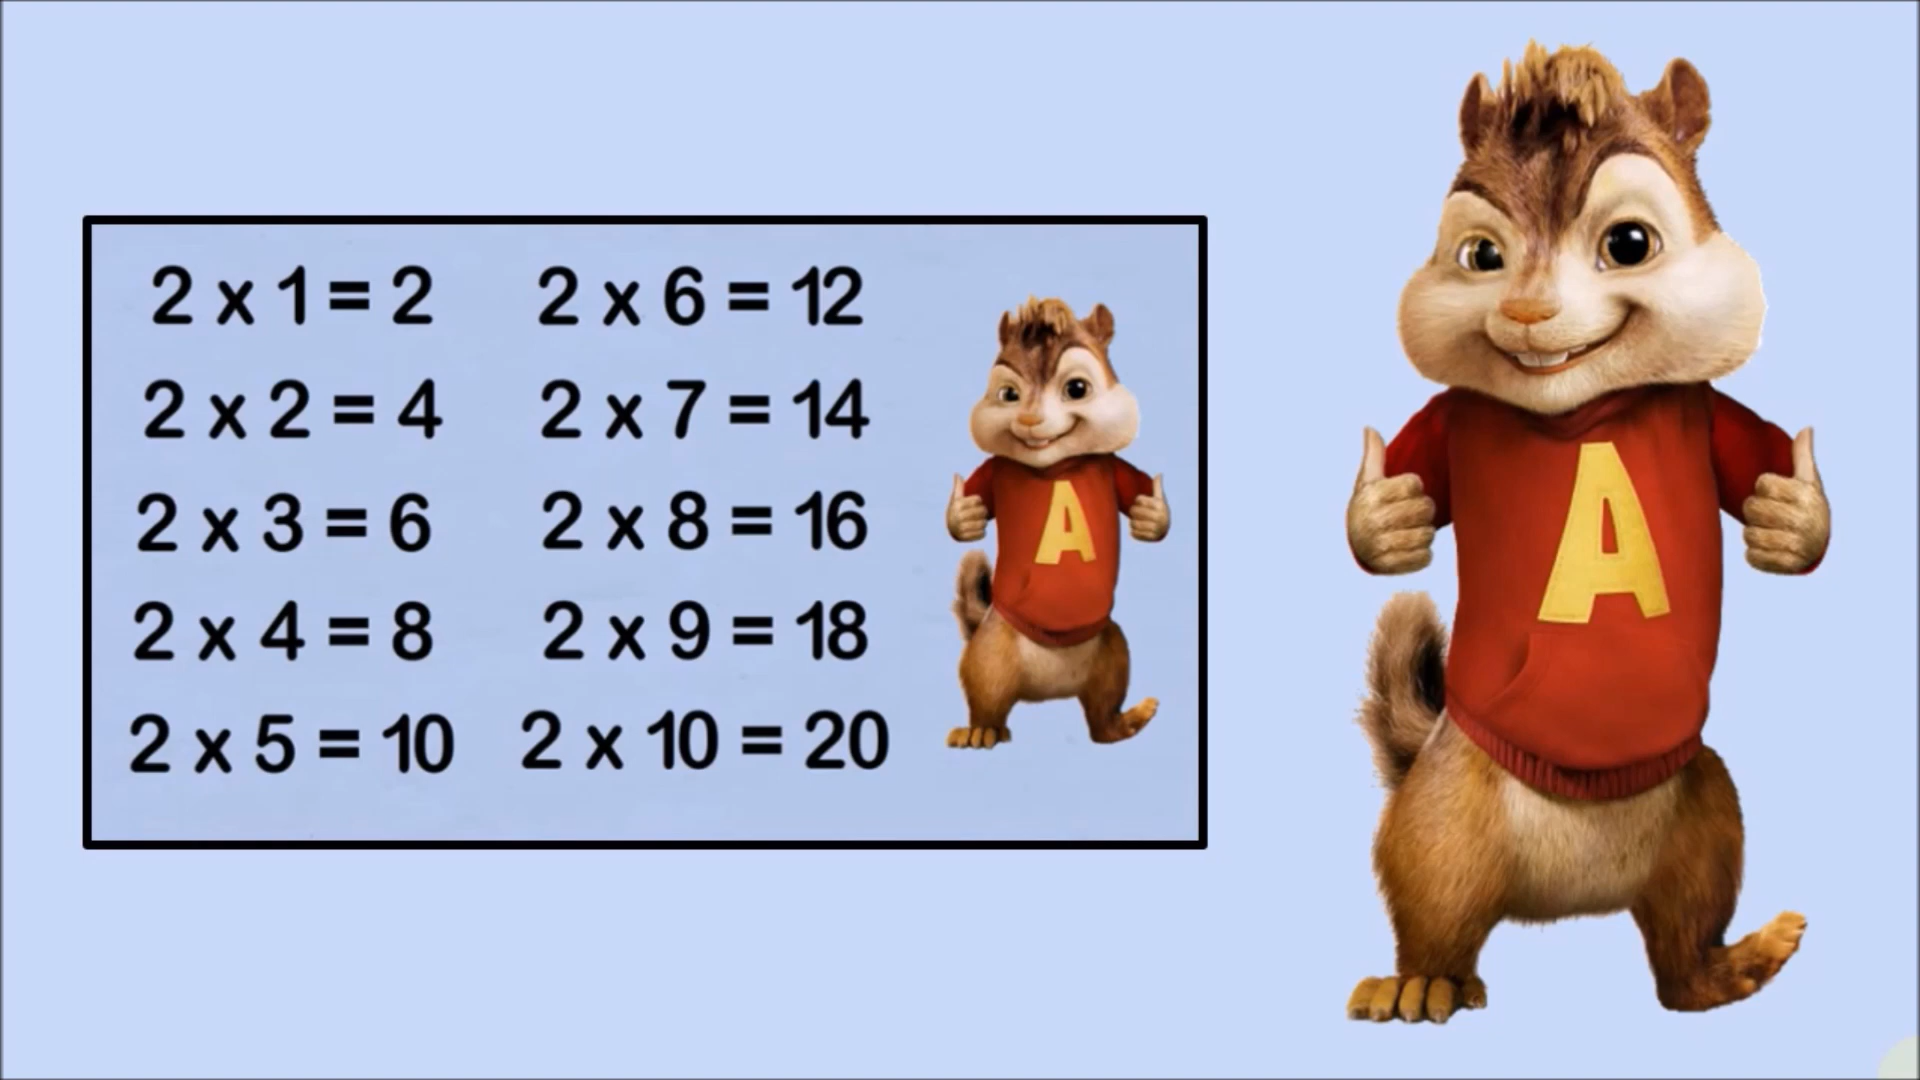 2 x 1 = 2
2 x 2 = 4
2 x 3 = 6
2 x 4 = 8
2 x 5 = 10
2 x 6 = 12
2 x 7 = 14
2 x 8 = 16
2 x 9 = 18
2 x 10 = 20
A
A